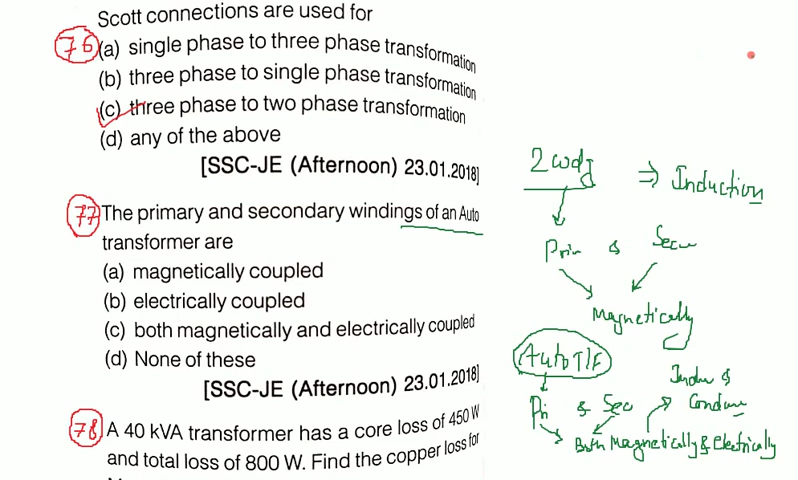 Scott connections are used for
76 (a) single phase to three phase transformation
(b) three phase to single phase transformation
(c) three phase to two phase transformation
(d) any of the above
[SSC-JE (Afternoon) 23.01.2018]
77 The primary and secondary windings of an Auto
transformer are
(a) magnetically coupled
(b) electrically coupled
(c) both magnetically and electrically coupled
(d) None of these
[SSC-JE (Afternoon) 23.01.2018]
78 A 40 kVA transformer has a core loss of 450 W
and total loss of 800 W. Find the copper loss for
2 wdg ⇒ Induction
Prim & Secn
Magnetically
Auto T/F
Pri & Sec
Both Magnetically & Electrically